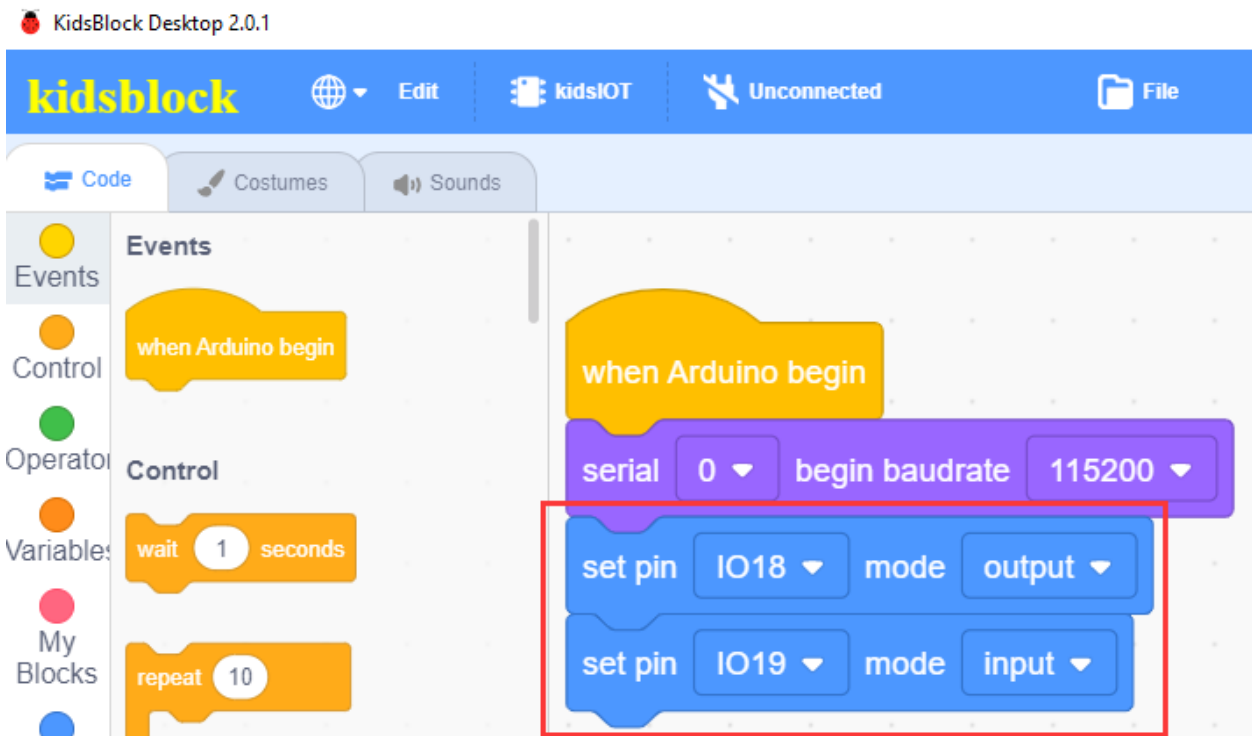 KidsBlock Desktop 2.0.1
kidsblock Edit kidsIOT Unconnected File
Code Costumes Sounds
Events
Control
Operator
Variables
My
Blocks
Events
when Arduino begin
Control
wait 1 seconds
repeat 10
when Arduino begin
serial 0 begin baudrate 115200
set pin IO18 mode output
set pin IO19 mode input